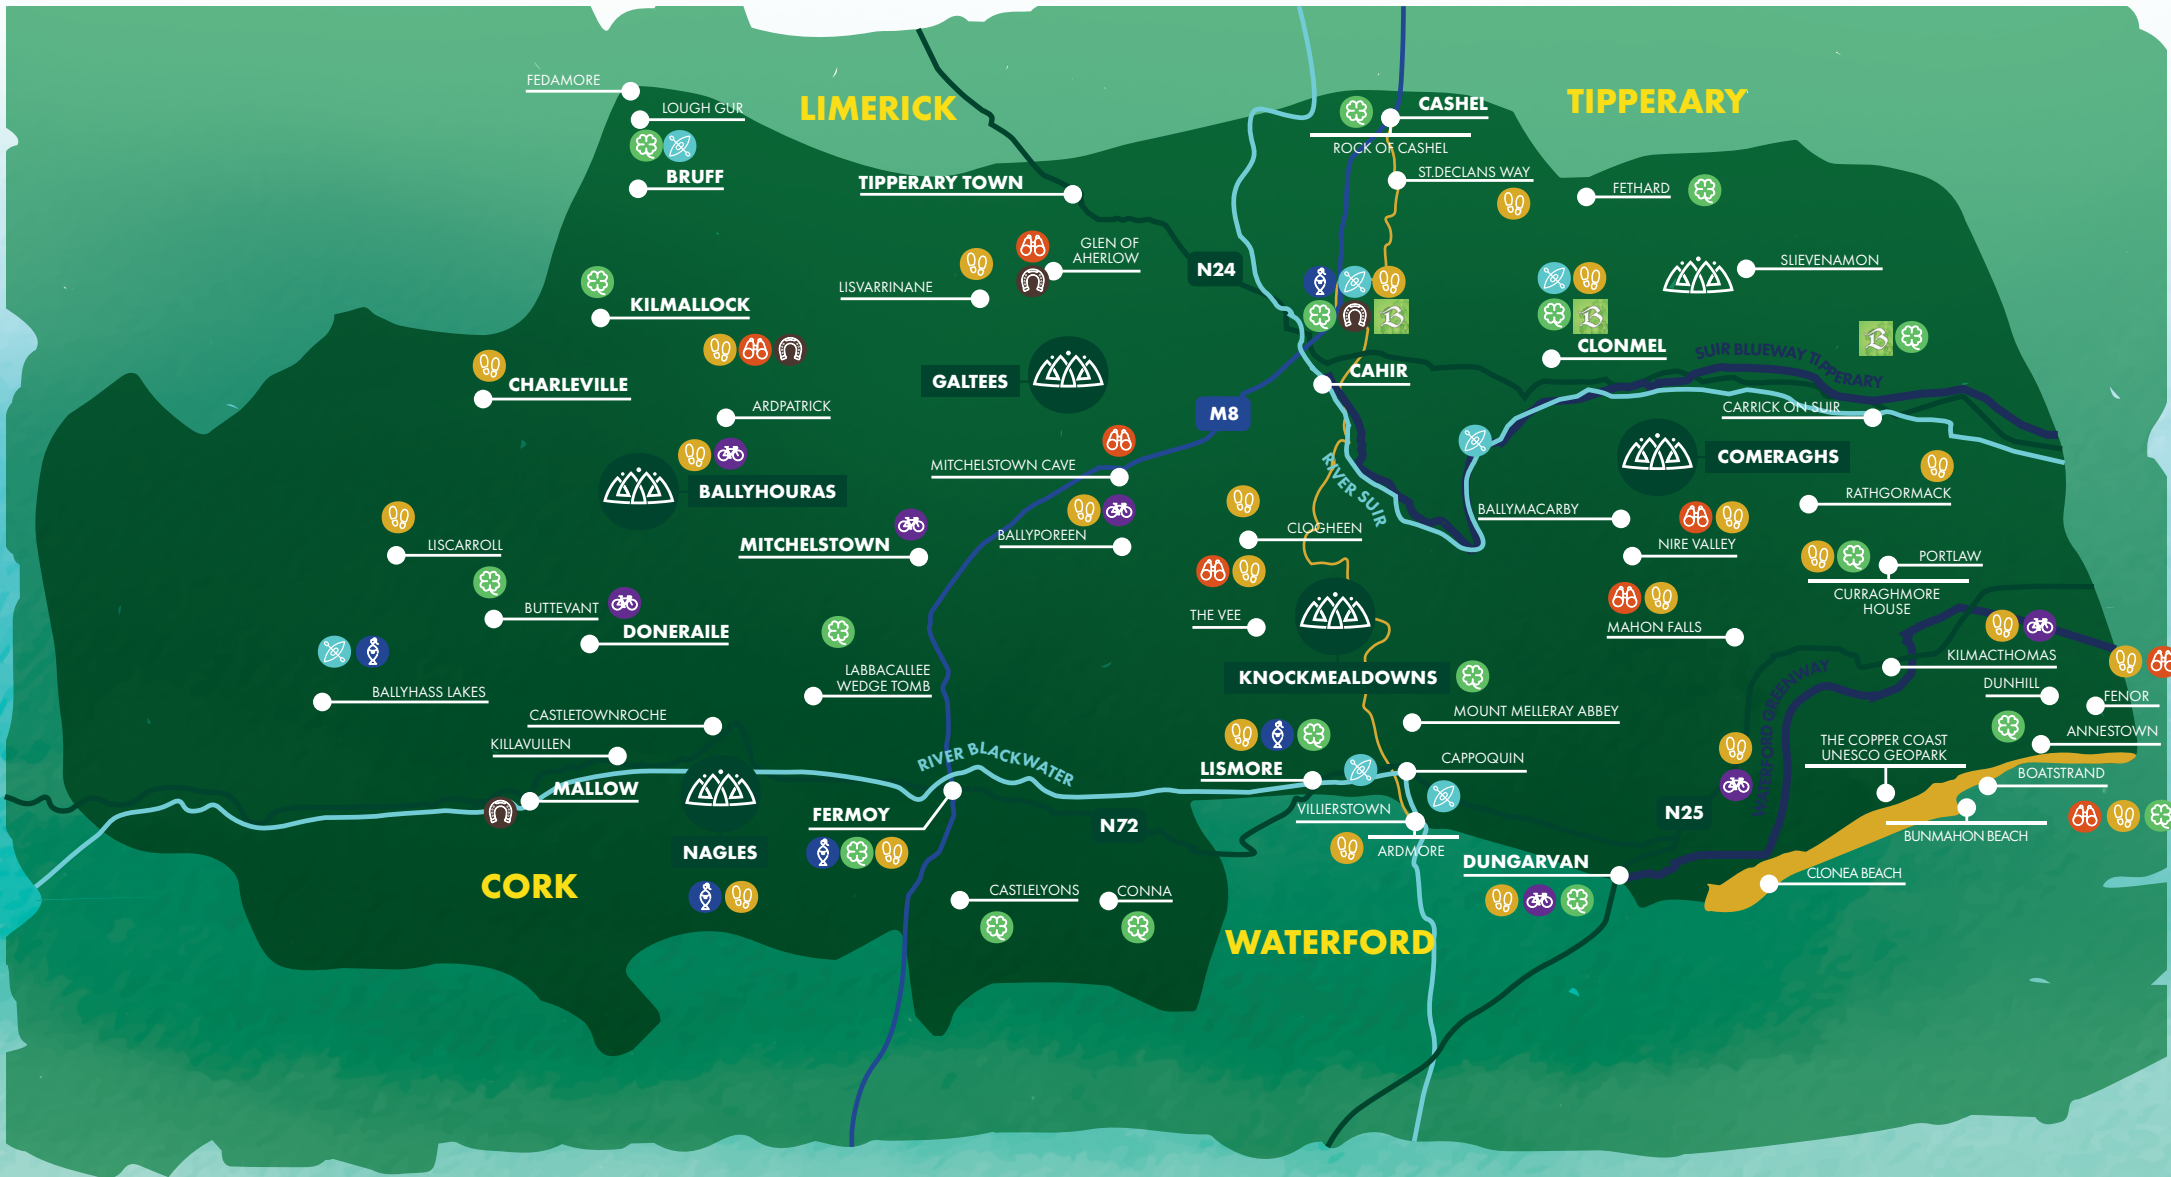 FEDAMORE
LOUGH GUR
BRUFF
LIMERICK
TIPPERARY
CASHEL
ROCK OF CASHEL
ST.DECLANS WAY
TIPPERARY TOWN
FETHARD
GLEN OF
AHERLOW
LISVARRINANE
N24
SLIEVENAMON
KILMALLOCK
B
B
B
CLONMEL
SUIR BLUEWAY TIPPERARY
CHARLEVILLE
GALTEES
CAHIR
M8
ARDPATRICK
CARRICK ON SUIR
MITCHELSTOWN CAVE
RIVER SUIR
COMERAGHS
BALLYHOURAS
RATHGORMACK
BALLYMACARBY
LISCARROLL
MITCHELSTOWN
BALLYPOREEN
CLOGHEEN
NIRE VALLEY
PORTLAW
CURRAGHMORE
HOUSE
BUTTEVANT
DONERAILE
THE VEE
MAHON FALLS
KILMACTHOMAS
LABBACALLEE
WEDGE TOMB
KNOCKMEALDOWNS
DUNHILL
FENOR
BALLYHASS LAKES
CASTLETOWNROCHE
MOUNT MELLERAY ABBEY
ANNESTOWN
WATERFORD GREENWAY
KILLAVULLEN
RIVER BLACKWATER
LISMORE
CAPPOQUIN
THE COPPER COAST
UNESCO GEOPARK
BOATSTRAND
MALLOW
FERMOY
N72
VILLIERSTOWN
N25
BUNMAHON BEACH
NAGLES
ARDMORE
DUNGARVAN
CLONEA BEACH
CORK
CASTLELYONS
CONNA
WATERFORD